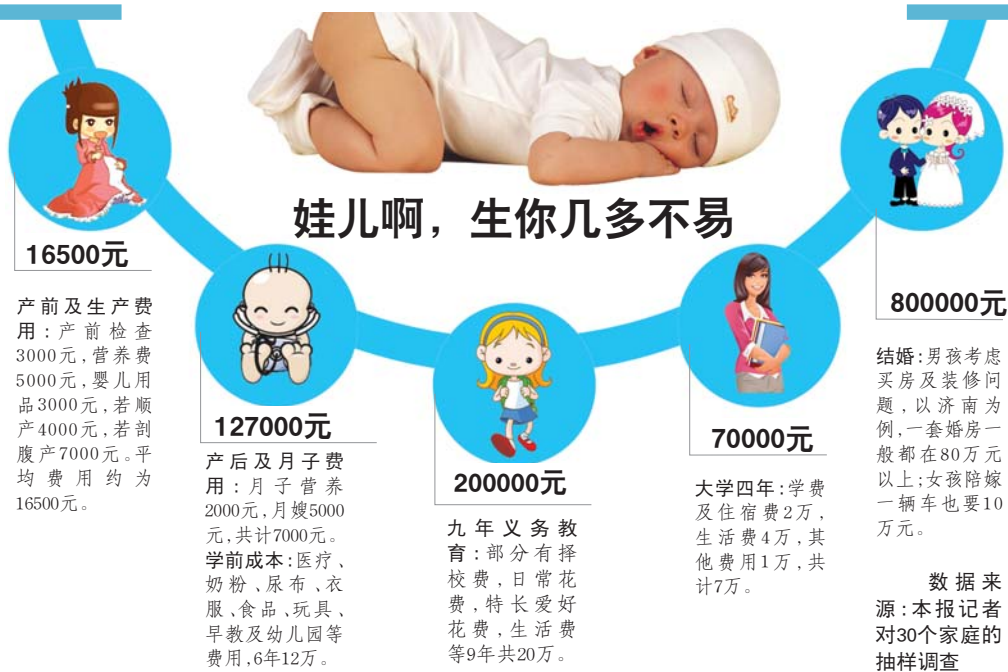 娃儿啊，生你几多不易
16500元
产前及生产费
用：产前检查
3000元，营养费
5000元，婴儿用
品3000元，若顺
产4000元，若剖
腹产7000元。平
均费用约为
16500元。
127000元
产后及月子费
用：月子营养
2000元，月嫂5000
元，共计7000元。
学前成本：医疗、
奶粉、尿布、衣
服、食品、玩具、
早教及幼儿园等
费用，6年12万。
200000元
九年义务教
育：部分有择
校费，日常花
费，特长爱好
花费，生活费
等9年共20万。
70000元
大学四年：学费
及住宿费2万，
生活费4万，其
他费用1万，共
计7万。
800000元
结婚：男孩考虑
买房及装修问
题，以济南为
例，一套婚房一
般都在80万元
以上；女孩陪嫁
一辆车也要10
万元。
数据来
源：本报记者
对30个家庭的
抽样调查